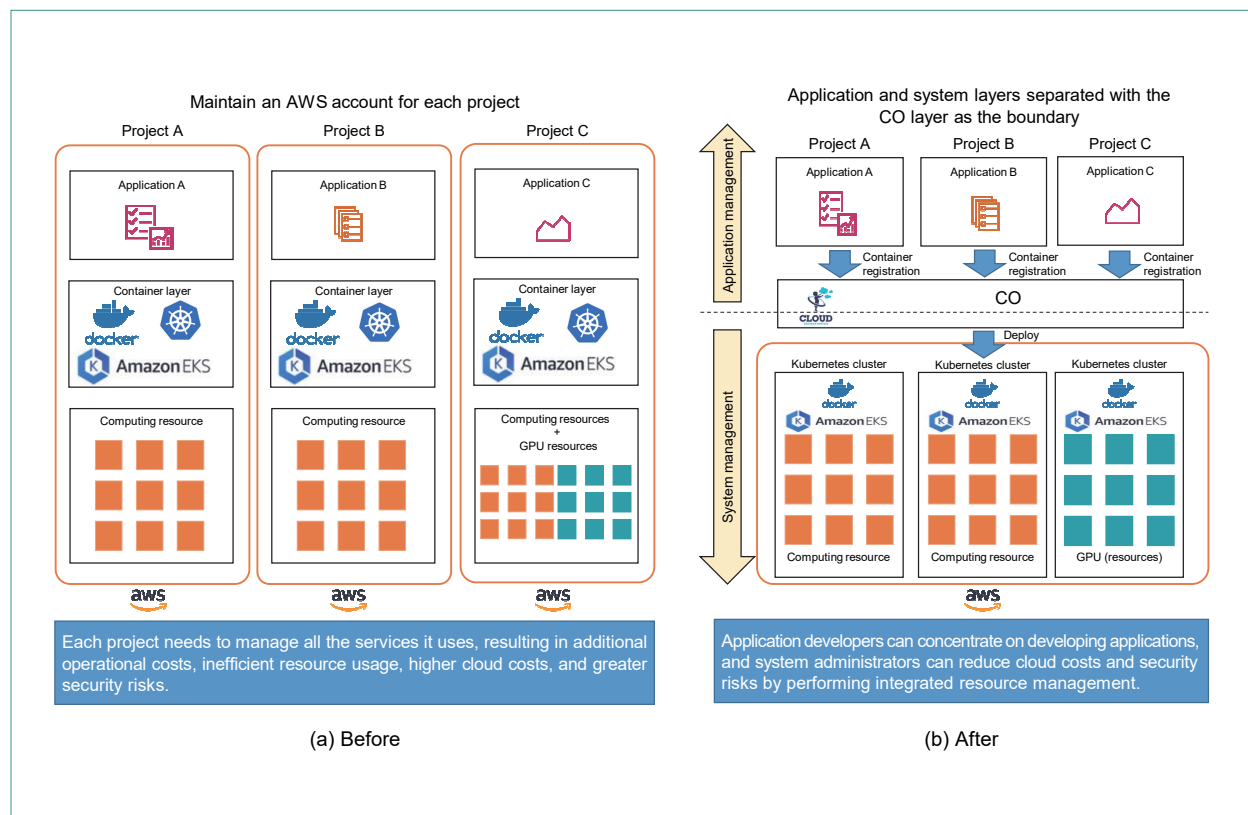 Maintain an AWS account for each project
Project A
Project B
Project C
Application A
Application B
Application C
Container layer
docker
Amazon EKS
Container layer
docker
Amazon EKS
Container layer
docker
Amazon EKS
Computing resource
Computing resource
Computing resources
+
GPU resources
aws
aws
aws
Each project needs to manage all the services it uses, resulting in additional
operational costs, inefficient resource usage, higher cloud costs, and greater
security risks.
(a) Before
Application and system layers separated with the
CO layer as the boundary
Application management
System management
Project A
Project B
Project C
Application A
Application B
Application C
Container
registration
Container
registration
Container
registration
CLOUD
CO
Deploy
Kubernetes cluster
docker
Amazon EKS
Computing resource
Kubernetes cluster
docker
Amazon EKS
Computing resource
Kubernetes cluster
docker
Amazon EKS
GPU (resources)
aws
Application developers can concentrate on developing applications,
and system administrators can reduce cloud costs and security
risks by performing integrated resource management.
(b) After